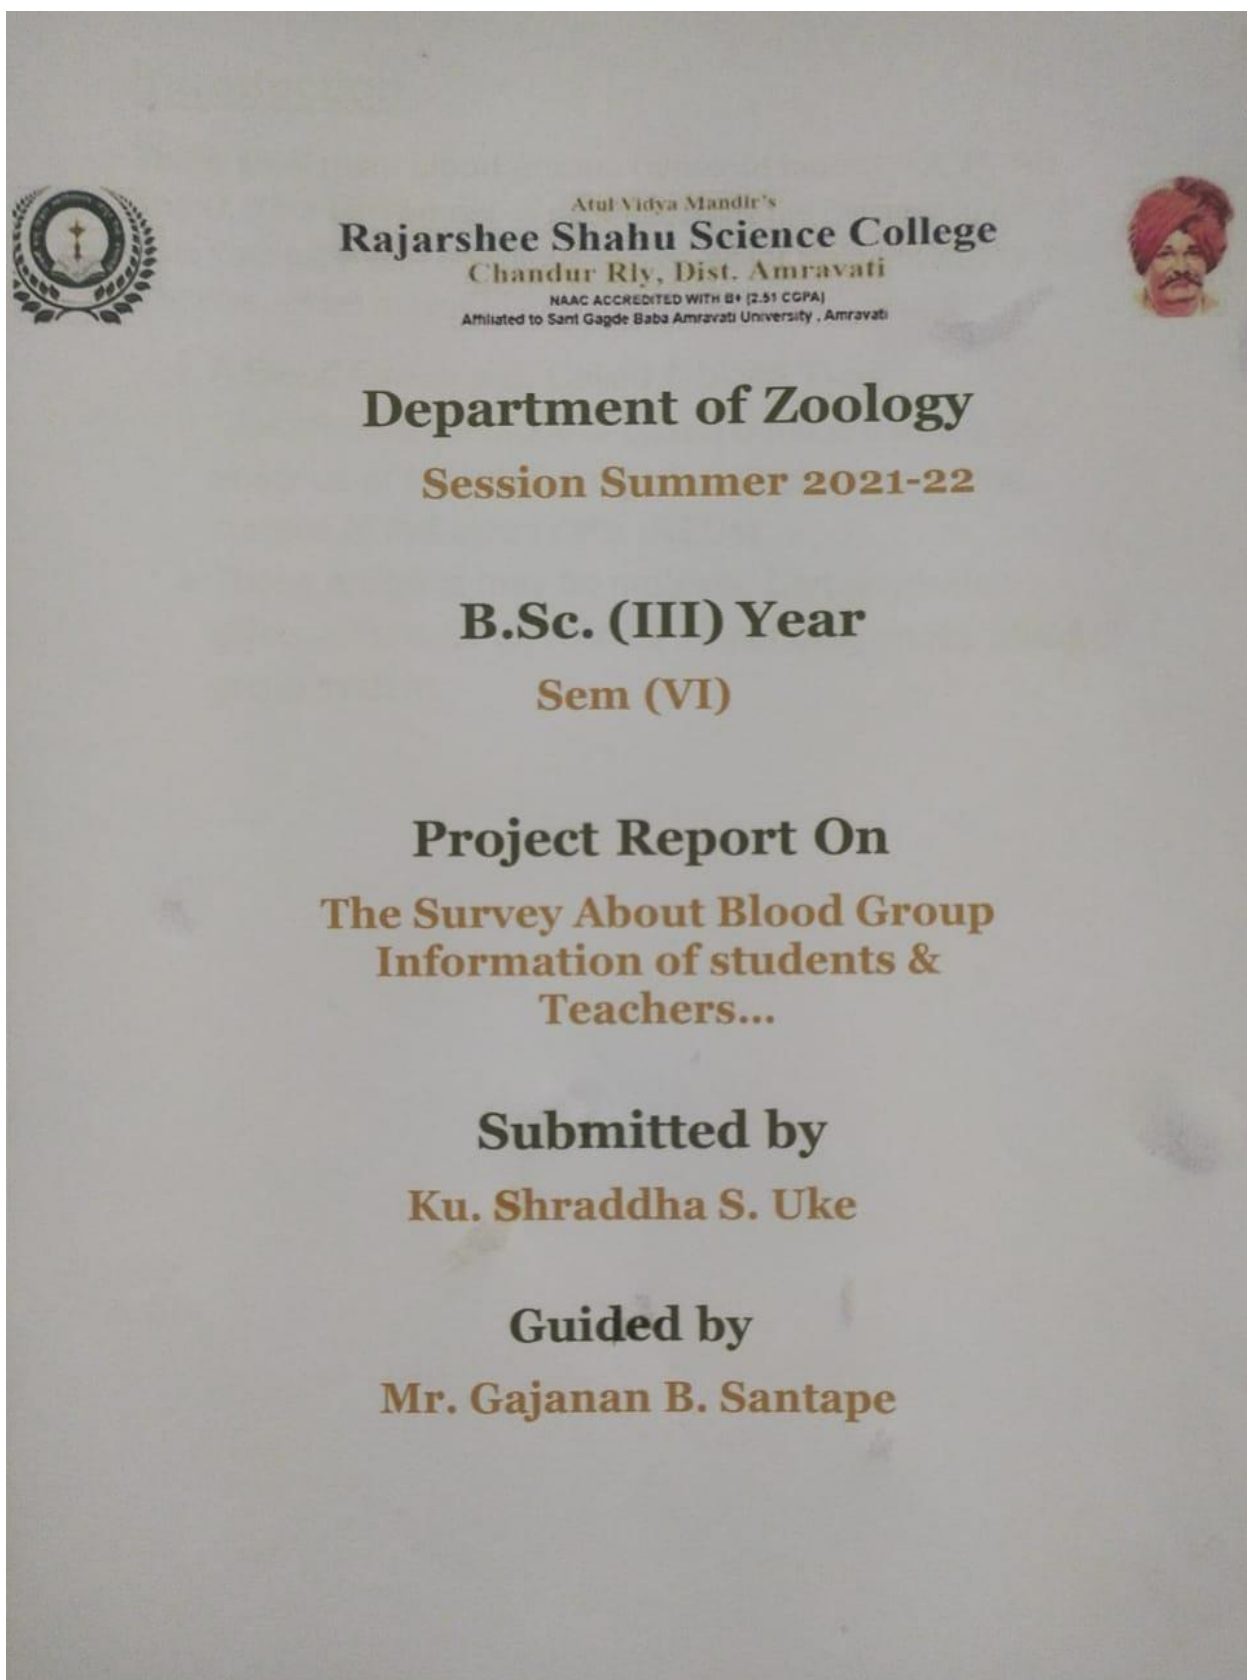 Atul Vidya Mandir's
Rajarshee Shahu Science College
Chandur Rly, Dist. Amravati
NAAC ACCREDITED WITH B+ (2.51 CGPA)
Affiliated to Sant Gagde Baba Amravati University , Amravati
Department of Zoology
Session Summer 2021-22
B.Sc. (III) Year
Sem (VI)
Project Report On
The Survey About Blood Group
Information of students &
Teachers...
Submitted by
Ku. Shraddha S. Uke
Guided by
Mr. Gajanan B. Santape